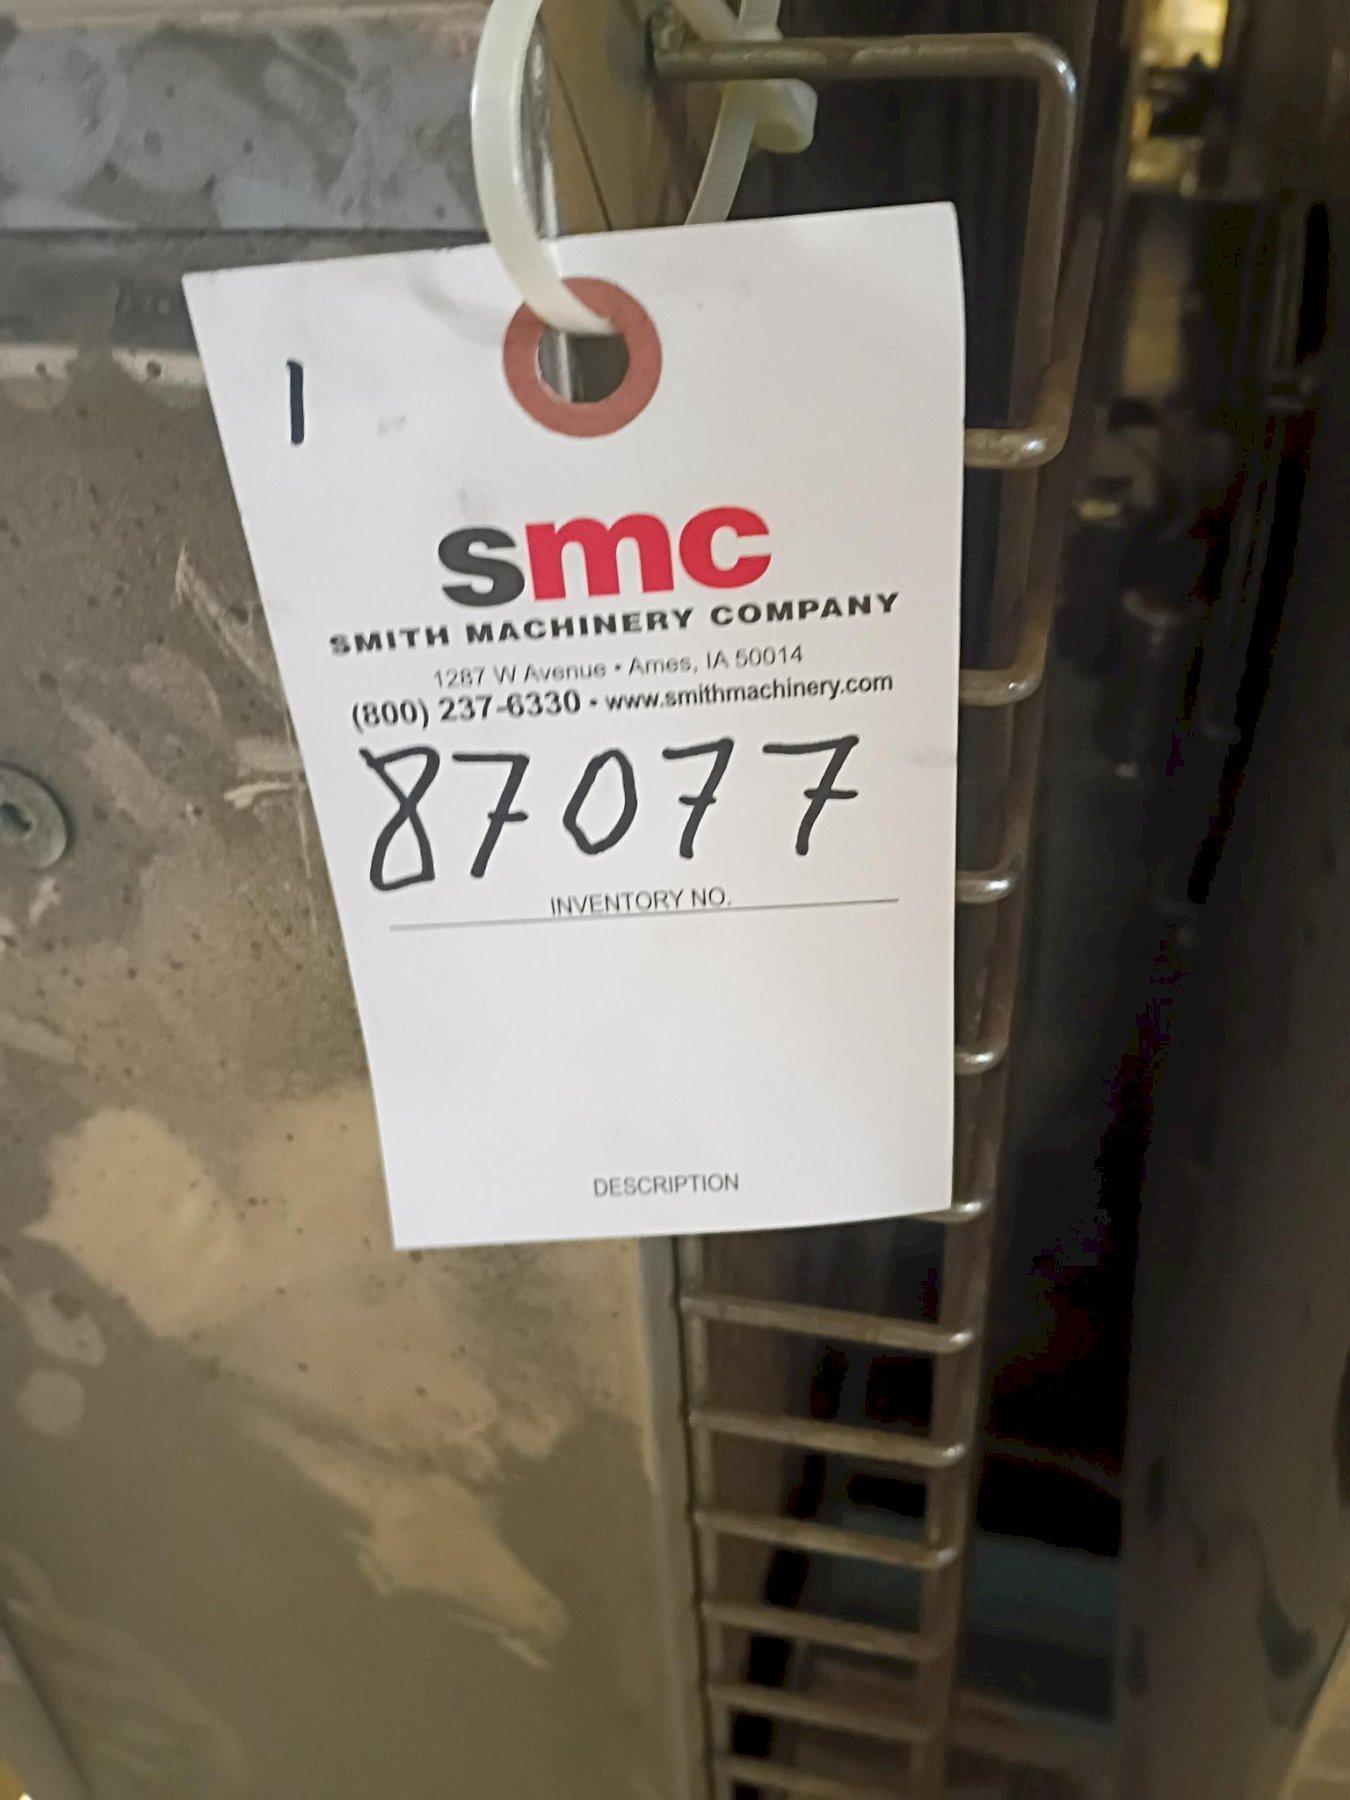 1
smc
SMITH MACHINERY COMPANY
1287 W Avenue • Ames, IA 50014
(800) 237-6330 • www.smithmachinery.com
87077
INVENTORY NO.
DESCRIPTION